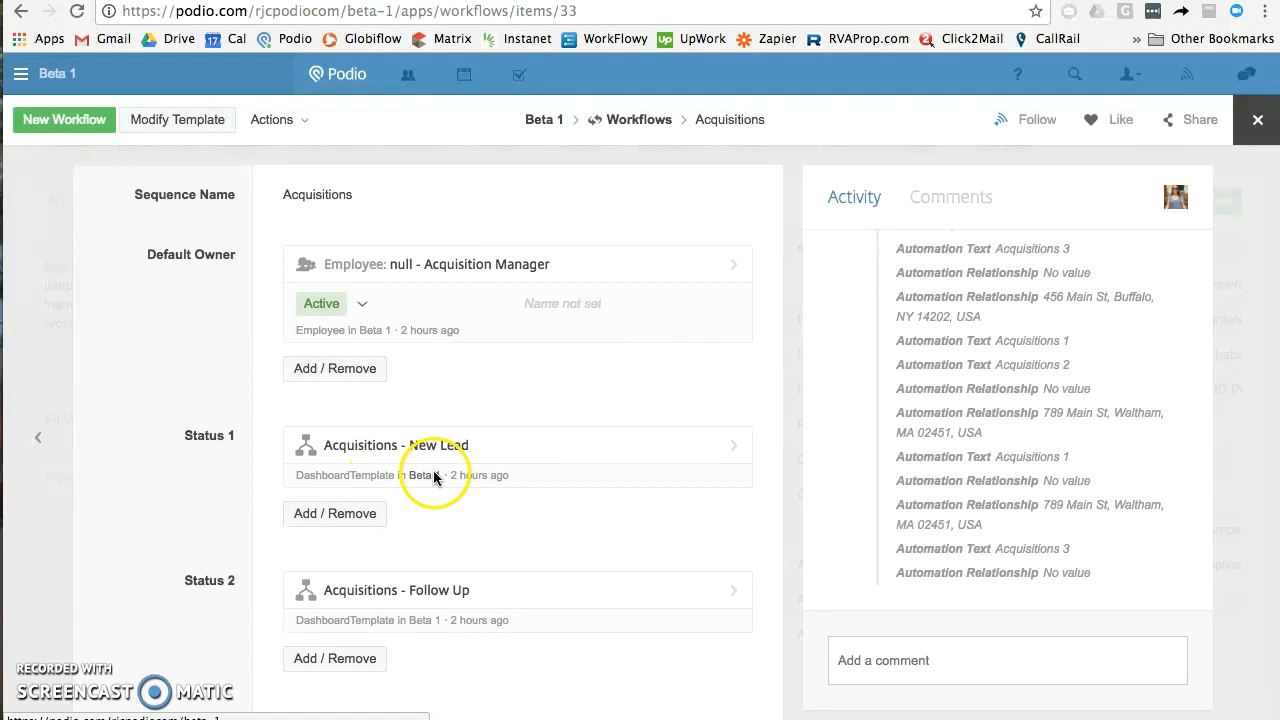 https://podio.com/rjcpodiocom/beta-1/apps/workflows/items/33
Apps Gmail Drive 17 Cal Podio Globiflow Matrix Instanet WorkFlowy Up UpWork Zapier RVAProp.com Click2Mail CallRail » Other Bookmarks
Beta 1 Podio ?
New Workflow Modify Template Actions Beta 1 > Workflows > Acquisitions Follow Like Share
Sequence Name Acquisitions
Default Owner
Employee: null - Acquisition Manager
Active Name not set
Employee in Beta 1 · 2 hours ago
Add / Remove
Status 1
Acquisitions - New Lead
DashboardTemplate in Beta 1 · 2 hours ago
Add / Remove
Status 2
Acquisitions - Follow Up
DashboardTemplate in Beta 1 · 2 hours ago
Add / Remove
Activity Comments
Automation Text Acquisitions 3
Automation Relationship No value
Automation Relationship 456 Main St, Buffalo,
NY 14202, USA
Automation Text Acquisitions 1
Automation Text Acquisitions 2
Automation Relationship No value
Automation Relationship 789 Main St, Waltham,
MA 02451, USA
Automation Text Acquisitions 1
Automation Relationship No value
Automation Relationship 789 Main St, Waltham,
MA 02451, USA
Automation Text Acquisitions 3
Automation Relationship No value
Add a comment
RECORDED WITH
SCREENCAST MATIC